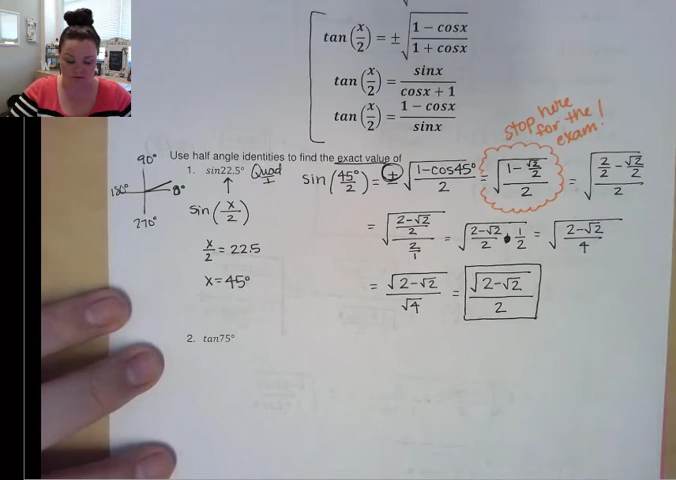 tan(x/2) = ± √((1 − cosx)/(1 + cosx))
tan(x/2) = sinx/(cosx + 1)
tan(x/2) = (1 − cosx)/sinx
stop here for the exam!
Use half angle identities to find the exact value of
1. sin22.5° Quad I
90°
180° 0°
270°
sin(x/2)
x/2 = 22.5
x = 45°
sin(45°/2) = ± √((1−cos45°)/2) = √((1 − √2/2)/2) = √((2/2 − √2/2)/2)
= √(((2−√2)/2)/(2/1)) = √((2−√2)/2 • 1/2) = √((2−√2)/4)
= √(2−√2)/√4 = √(2−√2)/2
2. tan75°